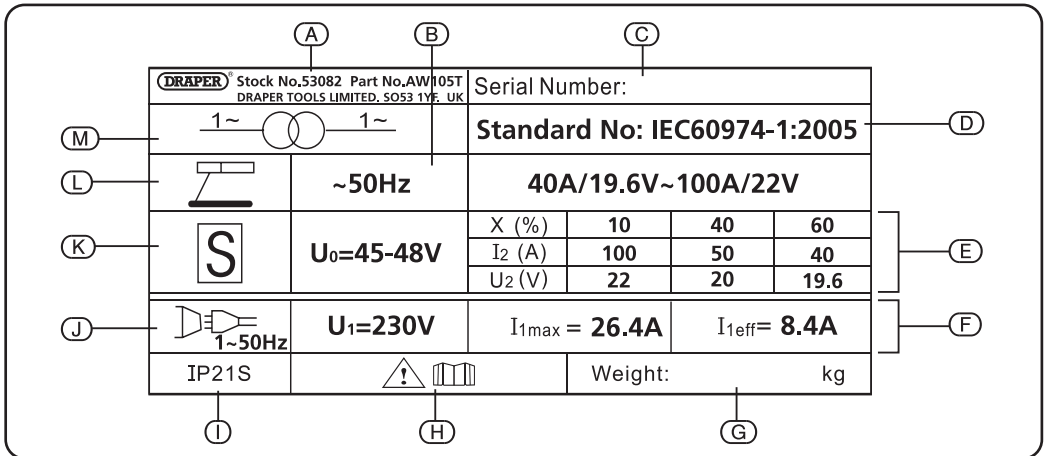 A
B
C
DRAPER® Stock No.53082 Part No.AW105T
DRAPER TOOLS LIMITED. SO53 1YF. UK
Serial Number:
M
1~ 1~
Standard No: IEC60974-1:2005
D
L
~50Hz
40A/19.6V~100A/22V
K
S
U₀=45-48V
X (%) 10 40 60
I₂ (A) 100 50 40
U₂ (V) 22 20 19.6
E
J
1~50Hz
U₁=230V
I₁max = 26.4A
I₁eff= 8.4A
F
IP21S
!
Weight: kg
I
H
G